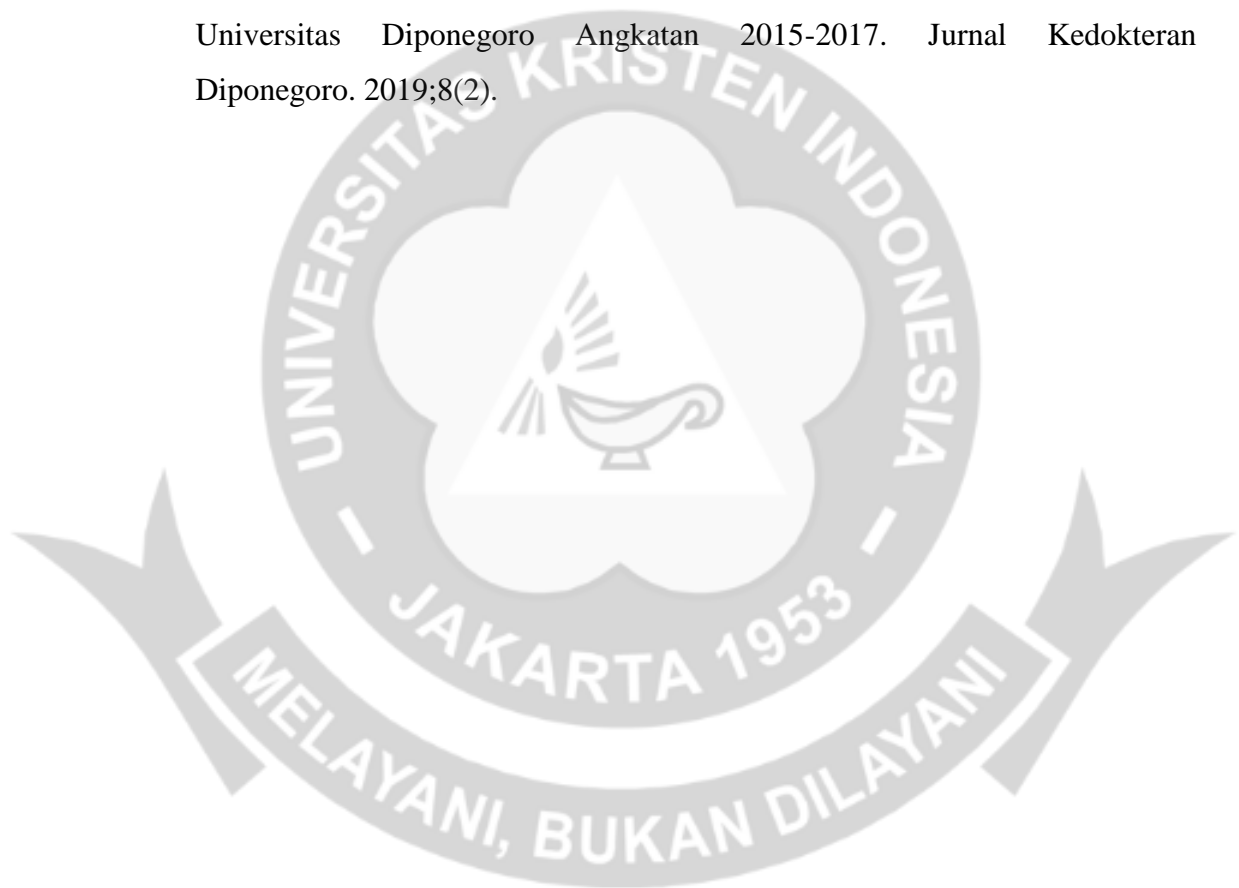 Universitas Diponegoro Angkatan 2015-2017. Jurnal Kedokteran
Diponegoro. 2019;8(2).
UNIVERSITAS KRISTEN INDONESIA
- JAKARTA 1953 -
MELAYANI, BUKAN DILAYANI